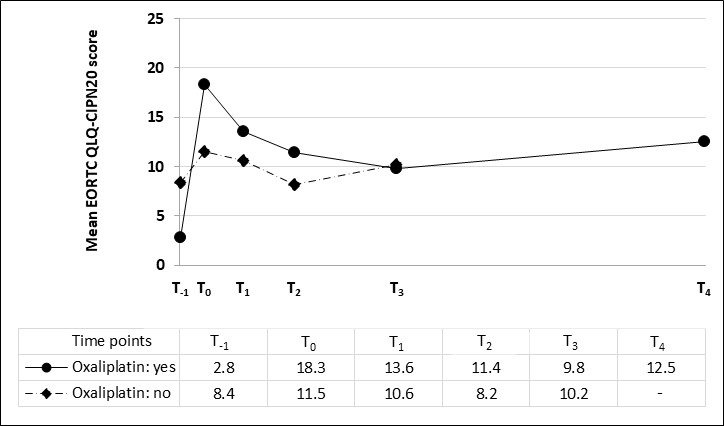 Mean EORTC QLQ-CIPN20 score
25
20
15
10
5
0
T-1 T0 T1 T2 T3 T4
Time points T-1 T0 T1 T2 T3 T4
Oxaliplatin: yes 2.8 18.3 13.6 11.4 9.8 12.5
Oxaliplatin: no 8.4 11.5 10.6 8.2 10.2 -